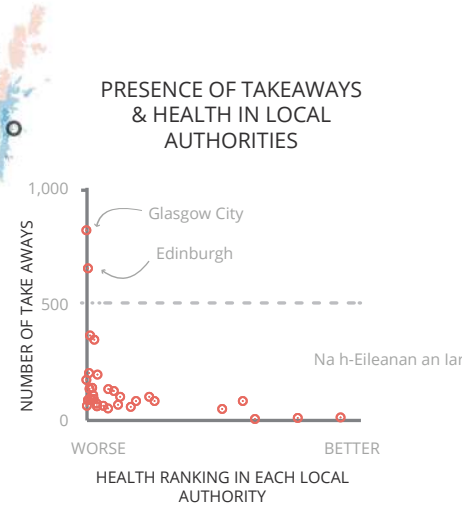 PRESENCE OF TAKEAWAYS
& HEALTH IN LOCAL
AUTHORITIES
1,000
Glasgow City
Edinburgh
500
Na h-Eileanan an
0
NUMBER OF TAKE AWAYS
WORSE
BETTER
HEALTH RANKING IN EACH LOCAL
AUTHORITY